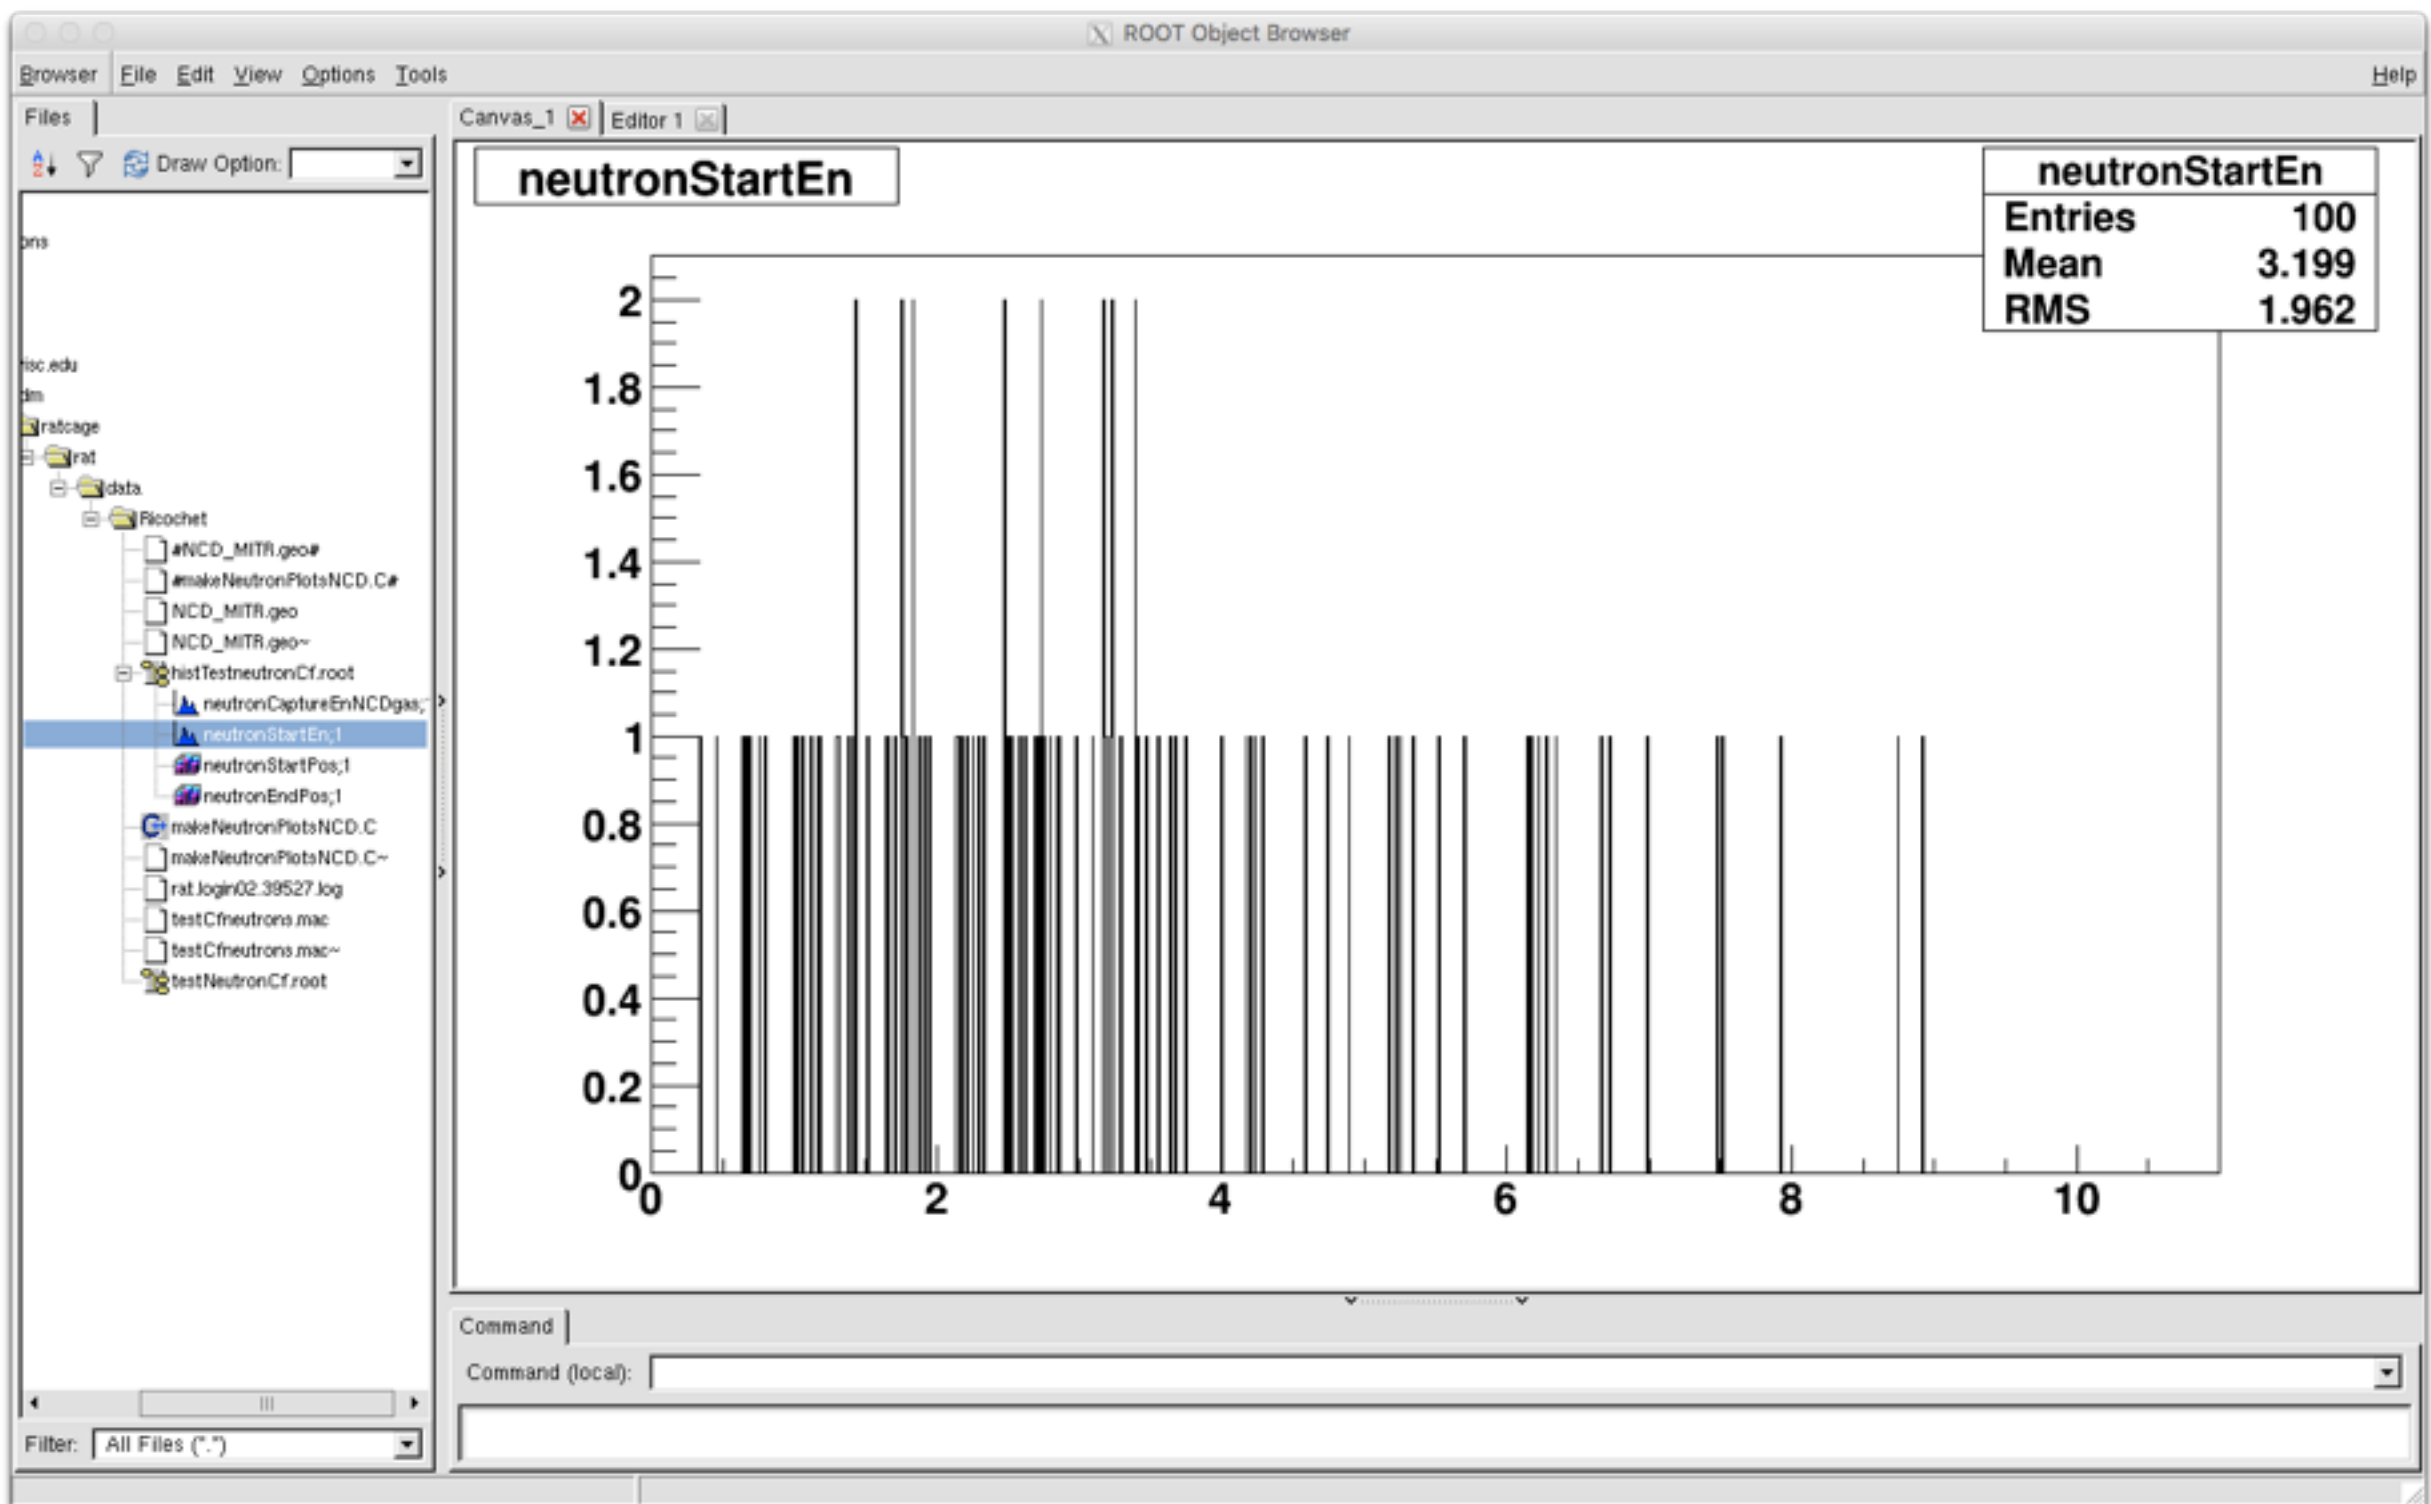 ROOT Object Browser
Browser File Edit View Options Tools Help
Files
Canvas_1 Editor 1
Draw Option:
ons
isc.edu
dm
ratcage
rat
data
Ricochet
#NCD_MITR.geo#
#makeNeutronPlotsNCD.C#
NCD_MITR.geo
NCD_MITR.geo~
histTestneutronCf.root
neutronCaptureEnNCDgas;
neutronStartEn;1
neutronStartPos;1
neutronEndPos;1
makeNeutronPlotsNCD.C
makeNeutronPlotsNCD.C~
rat.login02.39527.log
testCfneutrons.mac
testCfneutrons.mac~
testNeutronCf.root
Filter: All Files (*.*)
neutronStartEn
neutronStartEn
Entries 100
Mean 3.199
RMS 1.962
2
1.8
1.6
1.4
1.2
1
0.8
0.6
0.4
0.2
0
0 2 4 6 8 10
Command
Command (local):